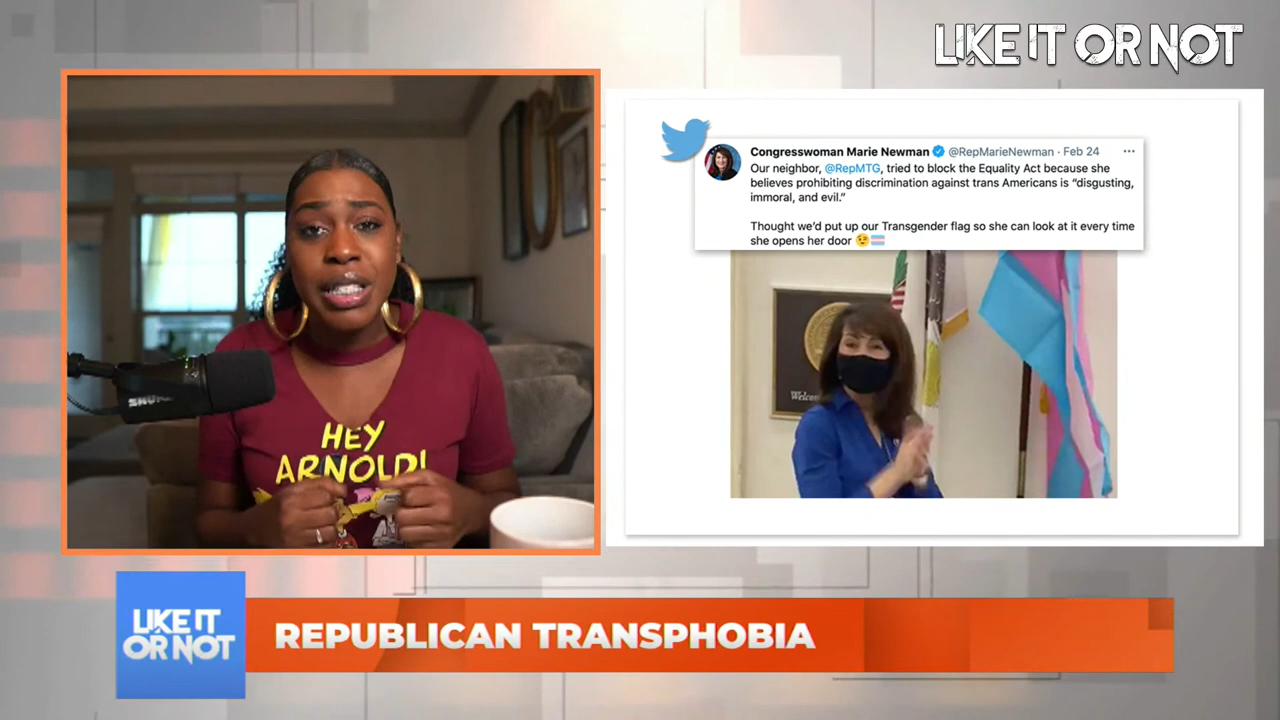 LIKE IT OR NOT
Congresswoman Marie Newman @RepMarieNewman · Feb 24
Our neighbor, @RepMTG, tried to block the Equality Act because she
believes prohibiting discrimination against trans Americans is “disgusting,
immoral, and evil.”
Thought we’d put up our Transgender flag so she can look at it every time
she opens her door 😉🏳️‍⚧️
Welcome
SHURE
HEY
ARNOLD!
LIKE IT
OR NOT
REPUBLICAN TRANSPHOBIA